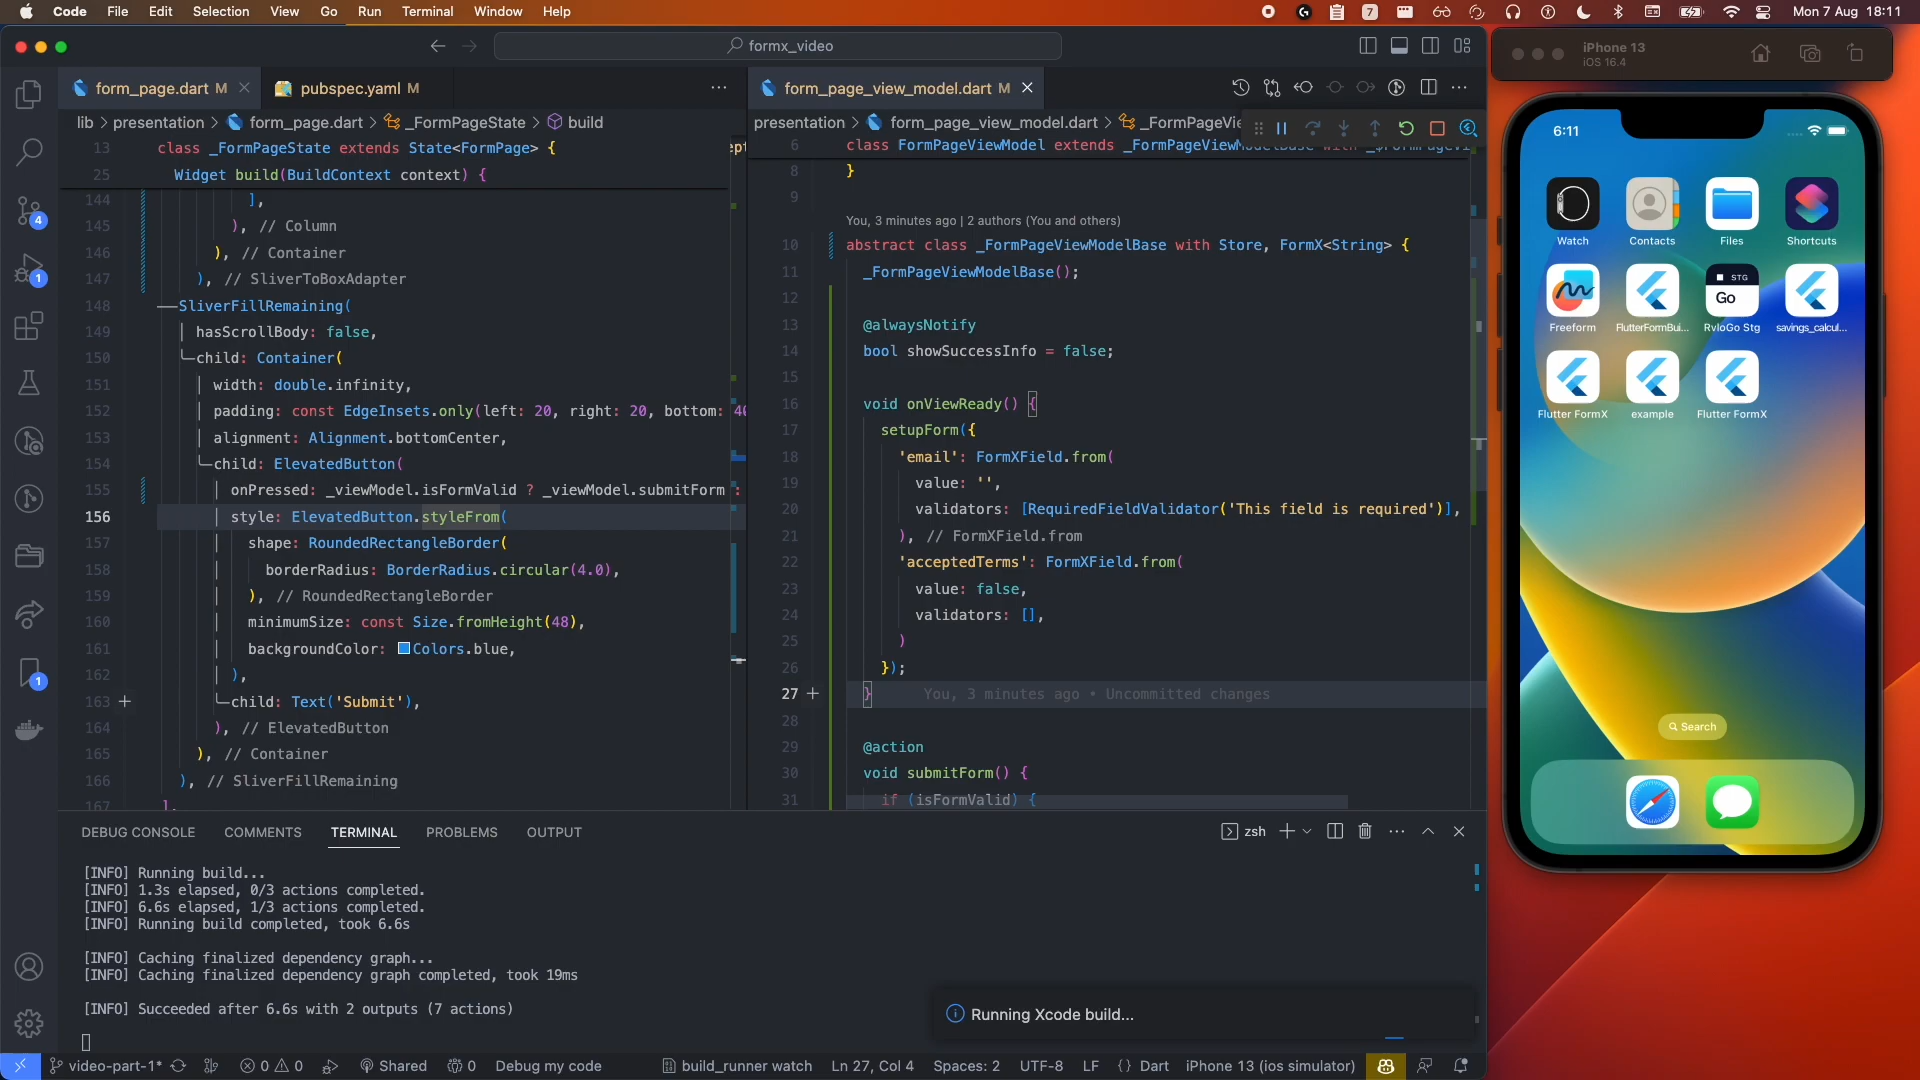 Code File Edit Selection View Go Run Terminal Window Help
7
Mon 7 Aug 18:11
formx_video
form_page.dart M
pubspec.yaml M
lib > presentation > form_page.dart > _FormPageState > build
13 class _FormPageState extends State<FormPage> {
25 Widget build(BuildContext context) {
144 ],
145 ), // Column
146 ), // Container
147 ), // SliverToBoxAdapter
148 SliverFillRemaining(
149 hasScrollBody: false,
150 child: Container(
151 width: double.infinity,
152 padding: const EdgeInsets.only(left: 20, right: 20, bottom: 40
153 alignment: Alignment.bottomCenter,
154 child: ElevatedButton(
155 onPressed: _viewModel.isFormValid ? _viewModel.submitForm :
156 style: ElevatedButton.styleFrom(
157 shape: RoundedRectangleBorder(
158 borderRadius: BorderRadius.circular(4.0),
159 ), // RoundedRectangleBorder
160 minimumSize: const Size.fromHeight(48),
161 backgroundColor: Colors.blue,
162 ),
163 + child: Text('Submit'),
164 ), // ElevatedButton
165 ), // Container
166 ), // SliverFillRemaining
167 ],
form_page_view_model.dart M
presentation > form_page_view_model.dart > _FormPageVie
6 class FormPageViewModel extends _FormPageViewModelBase with
8 }
9
You, 3 minutes ago | 2 authors (You and others)
10 abstract class _FormPageViewModelBase with Store, FormX<String> {
11 _FormPageViewModelBase();
12
13 @alwaysNotify
14 bool showSuccessInfo = false;
15
16 void onViewReady() {
17 setupForm({
18 'email': FormXField.from(
19 value: '',
20 validators: [RequiredFieldValidator('This field is required')],
21 ), // FormXField.from
22 'acceptedTerms': FormXField.from(
23 value: false,
24 validators: [],
25 )
26 });
27 + } You, 3 minutes ago • Uncommitted changes
28
29 @action
30 void submitForm() {
31 if (isFormValid) {
4
1
1
DEBUG CONSOLE COMMENTS TERMINAL PROBLEMS OUTPUT
zsh
[INFO] Running build...
[INFO] 1.3s elapsed, 0/3 actions completed.
[INFO] 6.6s elapsed, 1/3 actions completed.
[INFO] Running build completed, took 6.6s
[INFO] Caching finalized dependency graph...
[INFO] Caching finalized dependency graph completed, took 19ms
[INFO] Succeeded after 6.6s with 2 outputs (7 actions)
Running Xcode build...
video-part-1* 0 0 Shared 0 Debug my code build_runner watch Ln 27, Col 4 Spaces: 2 UTF-8 LF {} Dart iPhone 13 (ios simulator)
iPhone 13
iOS 16.4
6:11
Watch Contacts Files Shortcuts
STG
Go
Freeform FlutterFormBui... RvloGo Stg savings_calcul...
Flutter FormX example Flutter FormX
Search